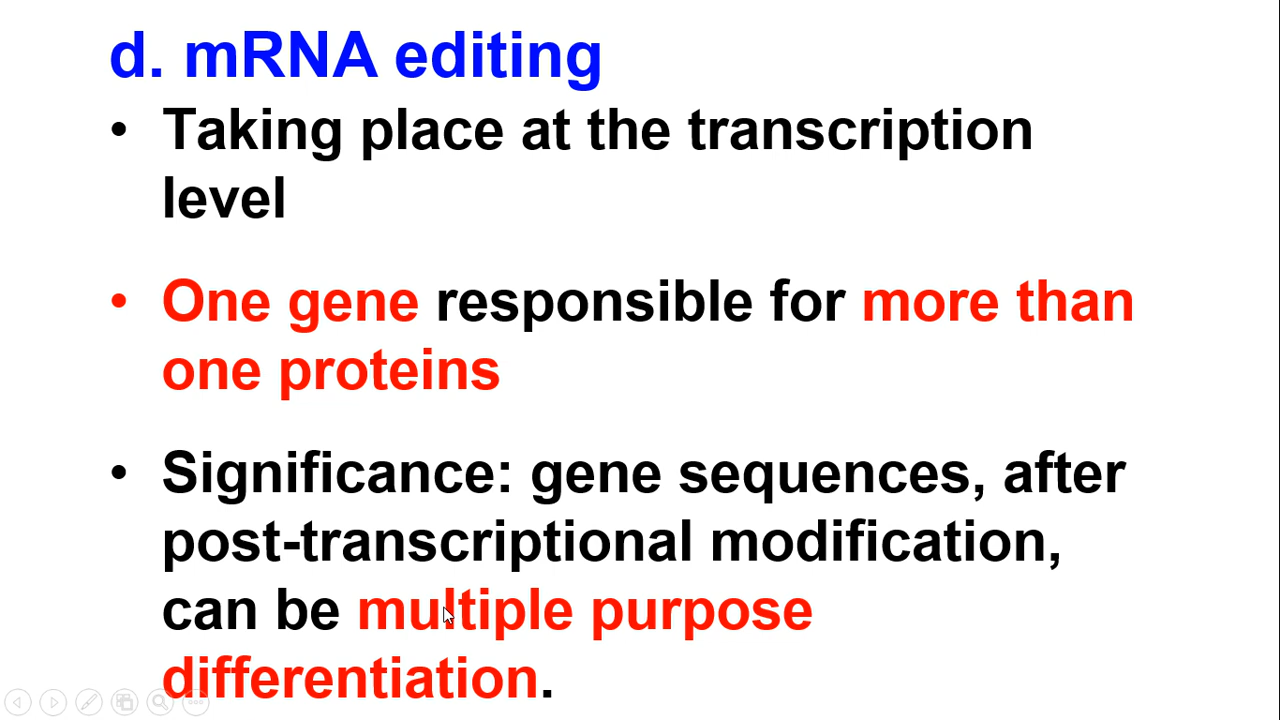 d. mRNA editing
• Taking place at the transcription
level
• One gene responsible for more than
one proteins
• Significance: gene sequences, after
post-transcriptional modification,
can be multiple purpose
differentiation.